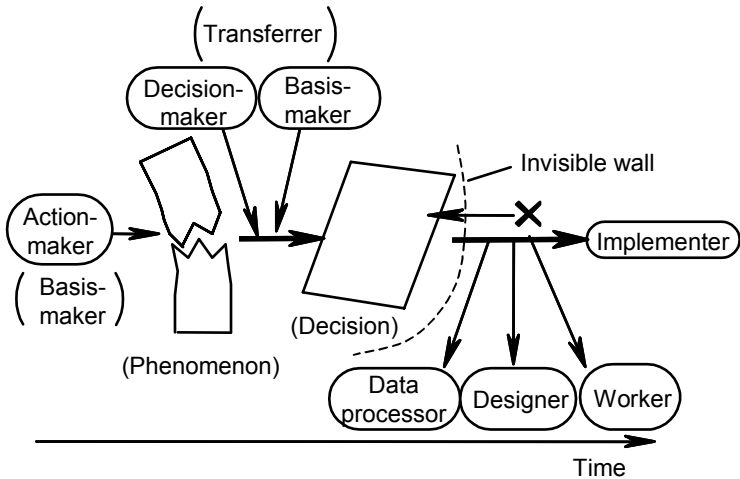 (Transferrer)
Decision-
maker
Basis-
maker
Invisible wall
Action-
maker
(Basis-
maker)
Implementer
(Decision)
(Phenomenon)
Data
processor
Designer
Worker
Time